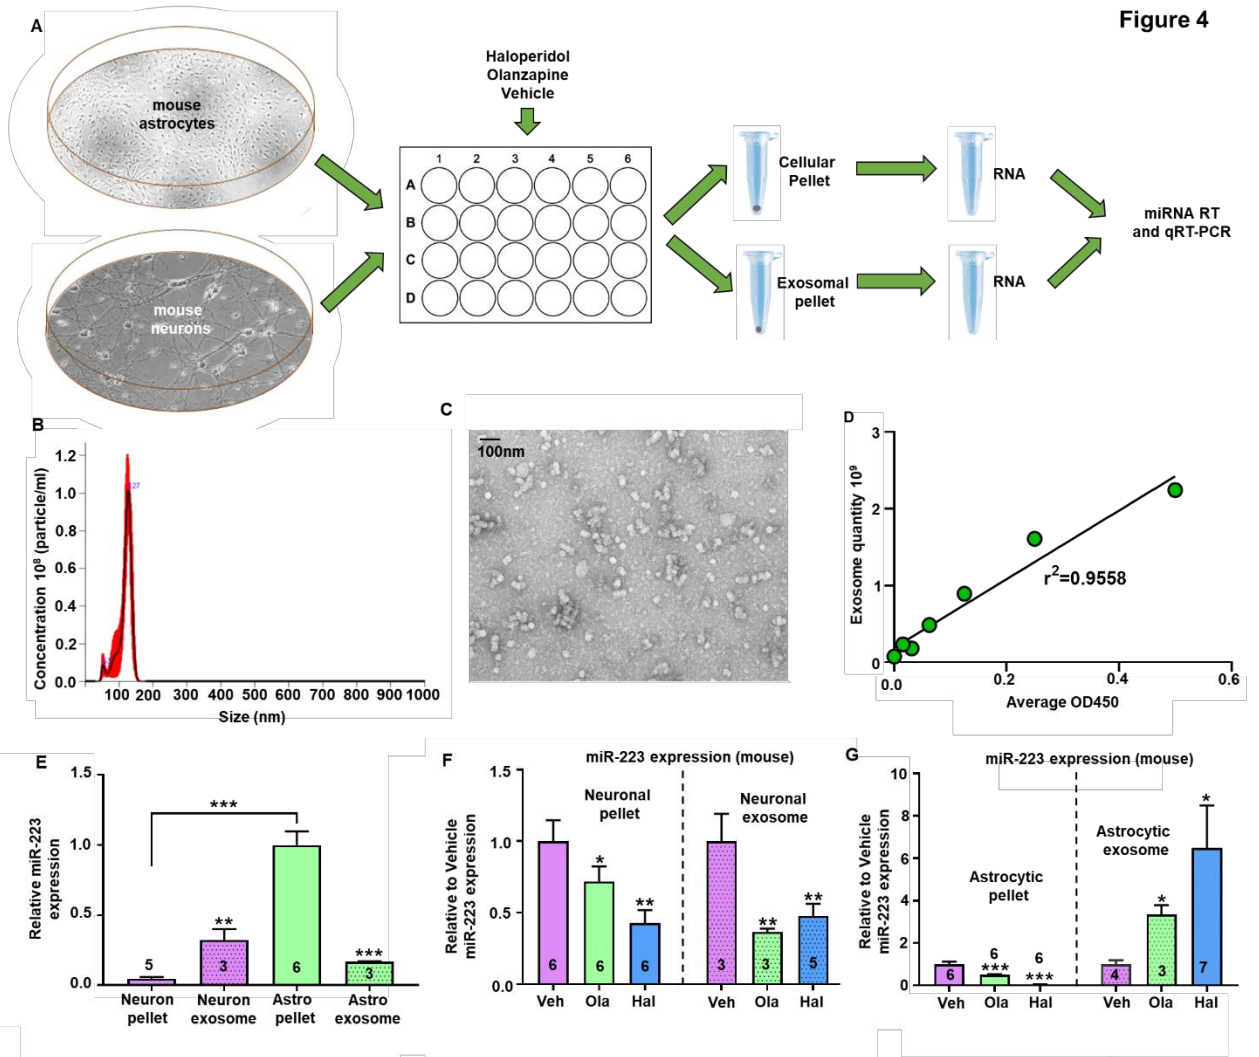 Figure 4
A
mouse
astrocytes
mouse
neurons
Haloperidol
Olanzapine
Vehicle
1 2 3 4 5 6
A
B
C
D
Cellular
Pellet
RNA
Exosomal
pellet
RNA
miRNA RT
and qRT-PCR
B
Concentration 10⁸ (particle/ml)
1.2
1.0
0.8
0.6
0.4
0.2
0.0
127
100 200 300 400 500 600 700 800 900 1000
Size (nm)
C
100nm
D
Exosome quantity 10⁹
3
2
1
0
r²=0.9558
0.0 0.2 0.4 0.6
Average OD450
E
Relative miR-223
expression
1.5
1.0
0.5
0.0
***
**
***
5
3
6
3
Neuron
pellet
Neuron
exosome
Astro
pellet
Astro
exosome
F
miR-223 expression (mouse)
Relative to Vehicle
miR-223 expression
1.5
1.0
0.5
0.0
Neuronal
pellet
Neuronal
exosome
* ** ** **
6 6 6 3 3 5
Veh Ola Hal Veh Ola Hal
G
miR-223 expression (mouse)
Relative to Vehicle
miR-223 expression
10
8
6
4
2
0
Astrocytic
pellet
Astrocytic
exosome
*
*
6 6
*** ***
6 4 3 7
Veh Ola Hal Veh Ola Hal